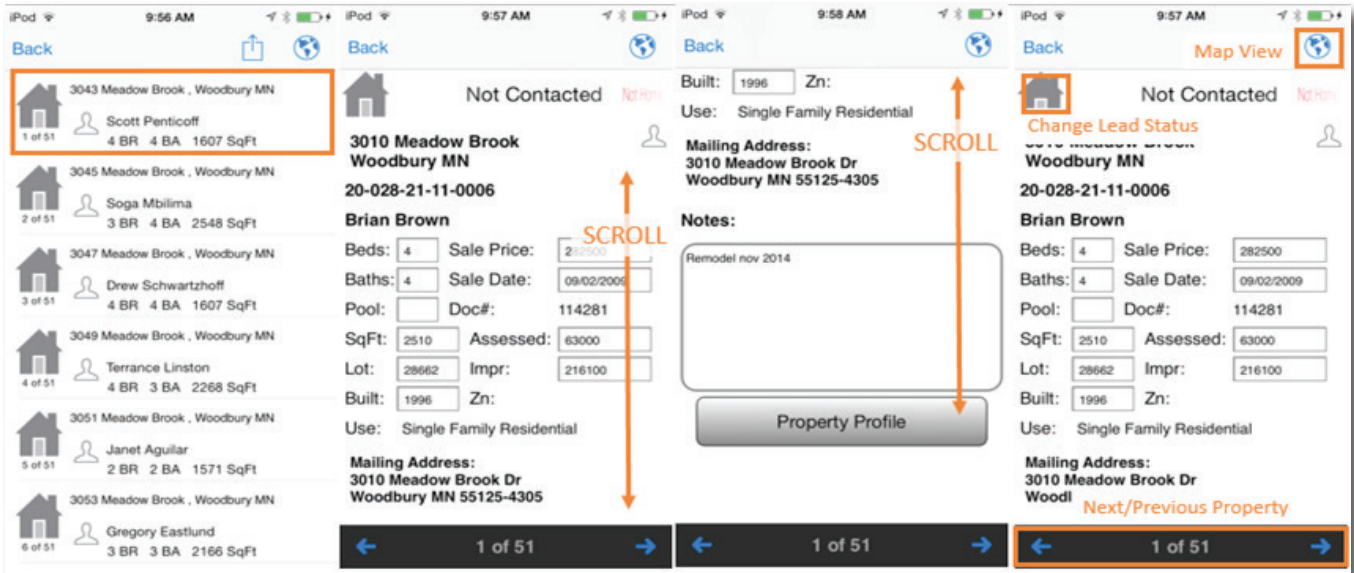 iPod 9:56 AM
Back
3043 Meadow Brook , Woodbury MN
Scott Penticoff
1 of 51
4 BR 4 BA 1607 SqFt
3045 Meadow Brook , Woodbury MN
Soga Mbilima
2 of 51
3 BR 4 BA 2548 SqFt
3047 Meadow Brook , Woodbury MN
Drew Schwartzhoff
3 of 51
4 BR 4 BA 1607 SqFt
3049 Meadow Brook , Woodbury MN
Terrance Linston
4 of 51
4 BR 3 BA 2268 SqFt
3051 Meadow Brook , Woodbury MN
Janet Aguilar
5 of 51
2 BR 2 BA 1571 SqFt
3053 Meadow Brook , Woodbury MN
Gregory Eastlund
6 of 51
3 BR 3 BA 2166 SqFt
iPod 9:57 AM
Back
Not Contacted Not Home
3010 Meadow Brook
Woodbury MN
20-028-21-11-0006
Brian Brown
SCROLL
Beds: 4 Sale Price: 282500
Baths: 4 Sale Date: 09/02/2009
Pool: Doc#: 114281
SqFt: 2510 Assessed: 63000
Lot: 28662 Impr: 216100
Built: 1996 Zn:
Use: Single Family Residential
Mailing Address:
3010 Meadow Brook Dr
Woodbury MN 55125-4305
1 of 51
iPod 9:58 AM
Back
Built: 1996 Zn:
Use: Single Family Residential
SCROLL
Mailing Address:
3010 Meadow Brook Dr
Woodbury MN 55125-4305
Notes:
Remodel nov 2014
Property Profile
1 of 51
iPod 9:57 AM
Back Map View
Not Contacted Not Home
Change Lead Status
Woodbury MN
20-028-21-11-0006
Brian Brown
Beds: 4 Sale Price: 282500
Baths: 4 Sale Date: 09/02/2009
Pool: Doc#: 114281
SqFt: 2510 Assessed: 63000
Lot: 28662 Impr: 216100
Built: 1996 Zn:
Use: Single Family Residential
Mailing Address:
3010 Meadow Brook Dr
Woodl
Next/Previous Property
1 of 51